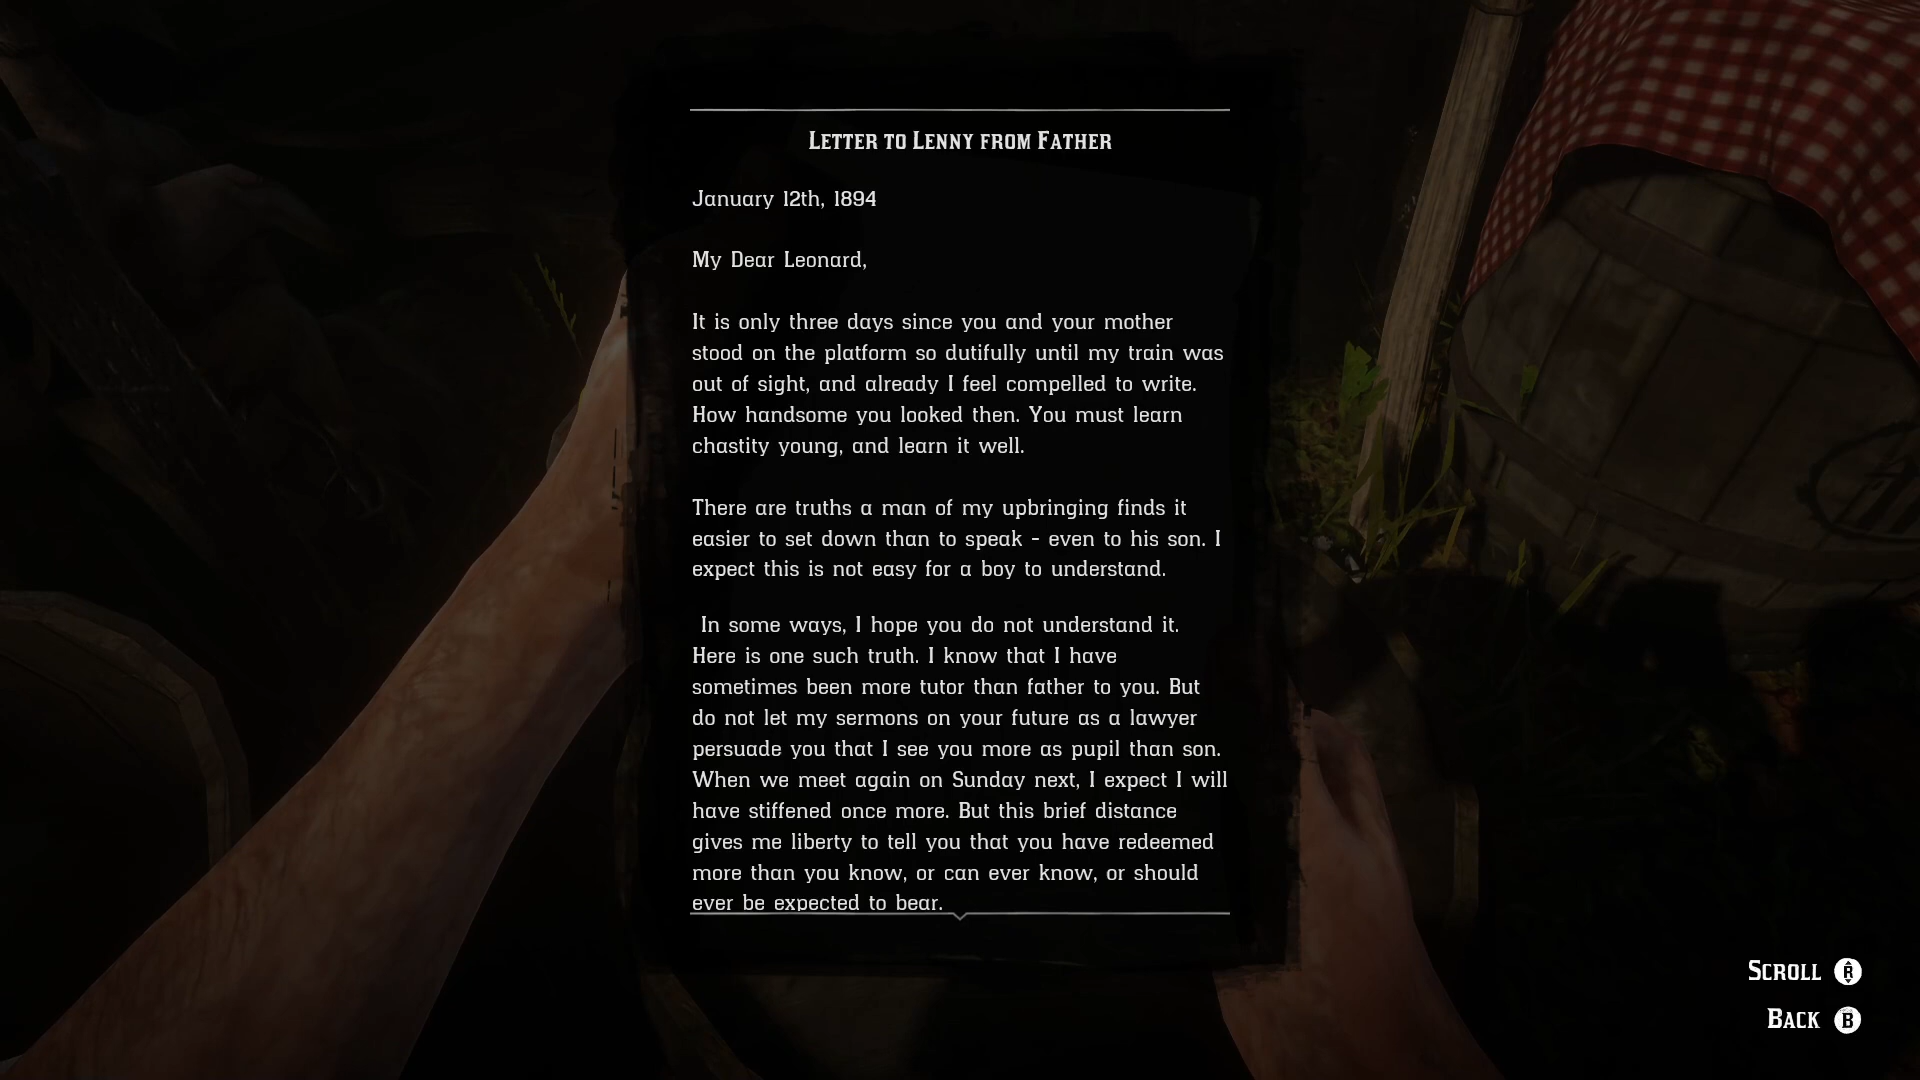 Letter to Lenny from Father
January 12th, 1894
My Dear Leonard,
It is only three days since you and your mother
stood on the platform so dutifully until my train was
out of sight, and already I feel compelled to write.
How handsome you looked then. You must learn
chastity young, and learn it well.
There are truths a man of my upbringing finds it
easier to set down than to speak - even to his son. I
expect this is not easy for a boy to understand.
In some ways, I hope you do not understand it.
Here is one such truth. I know that I have
sometimes been more tutor than father to you. But
do not let my sermons on your future as a lawyer
persuade you that I see you more as pupil than son.
When we meet again on Sunday next, I expect I will
have stiffened once more. But this brief distance
gives me liberty to tell you that you have redeemed
more than you know, or can ever know, or should
ever be expected to bear.
Scroll R
Back B